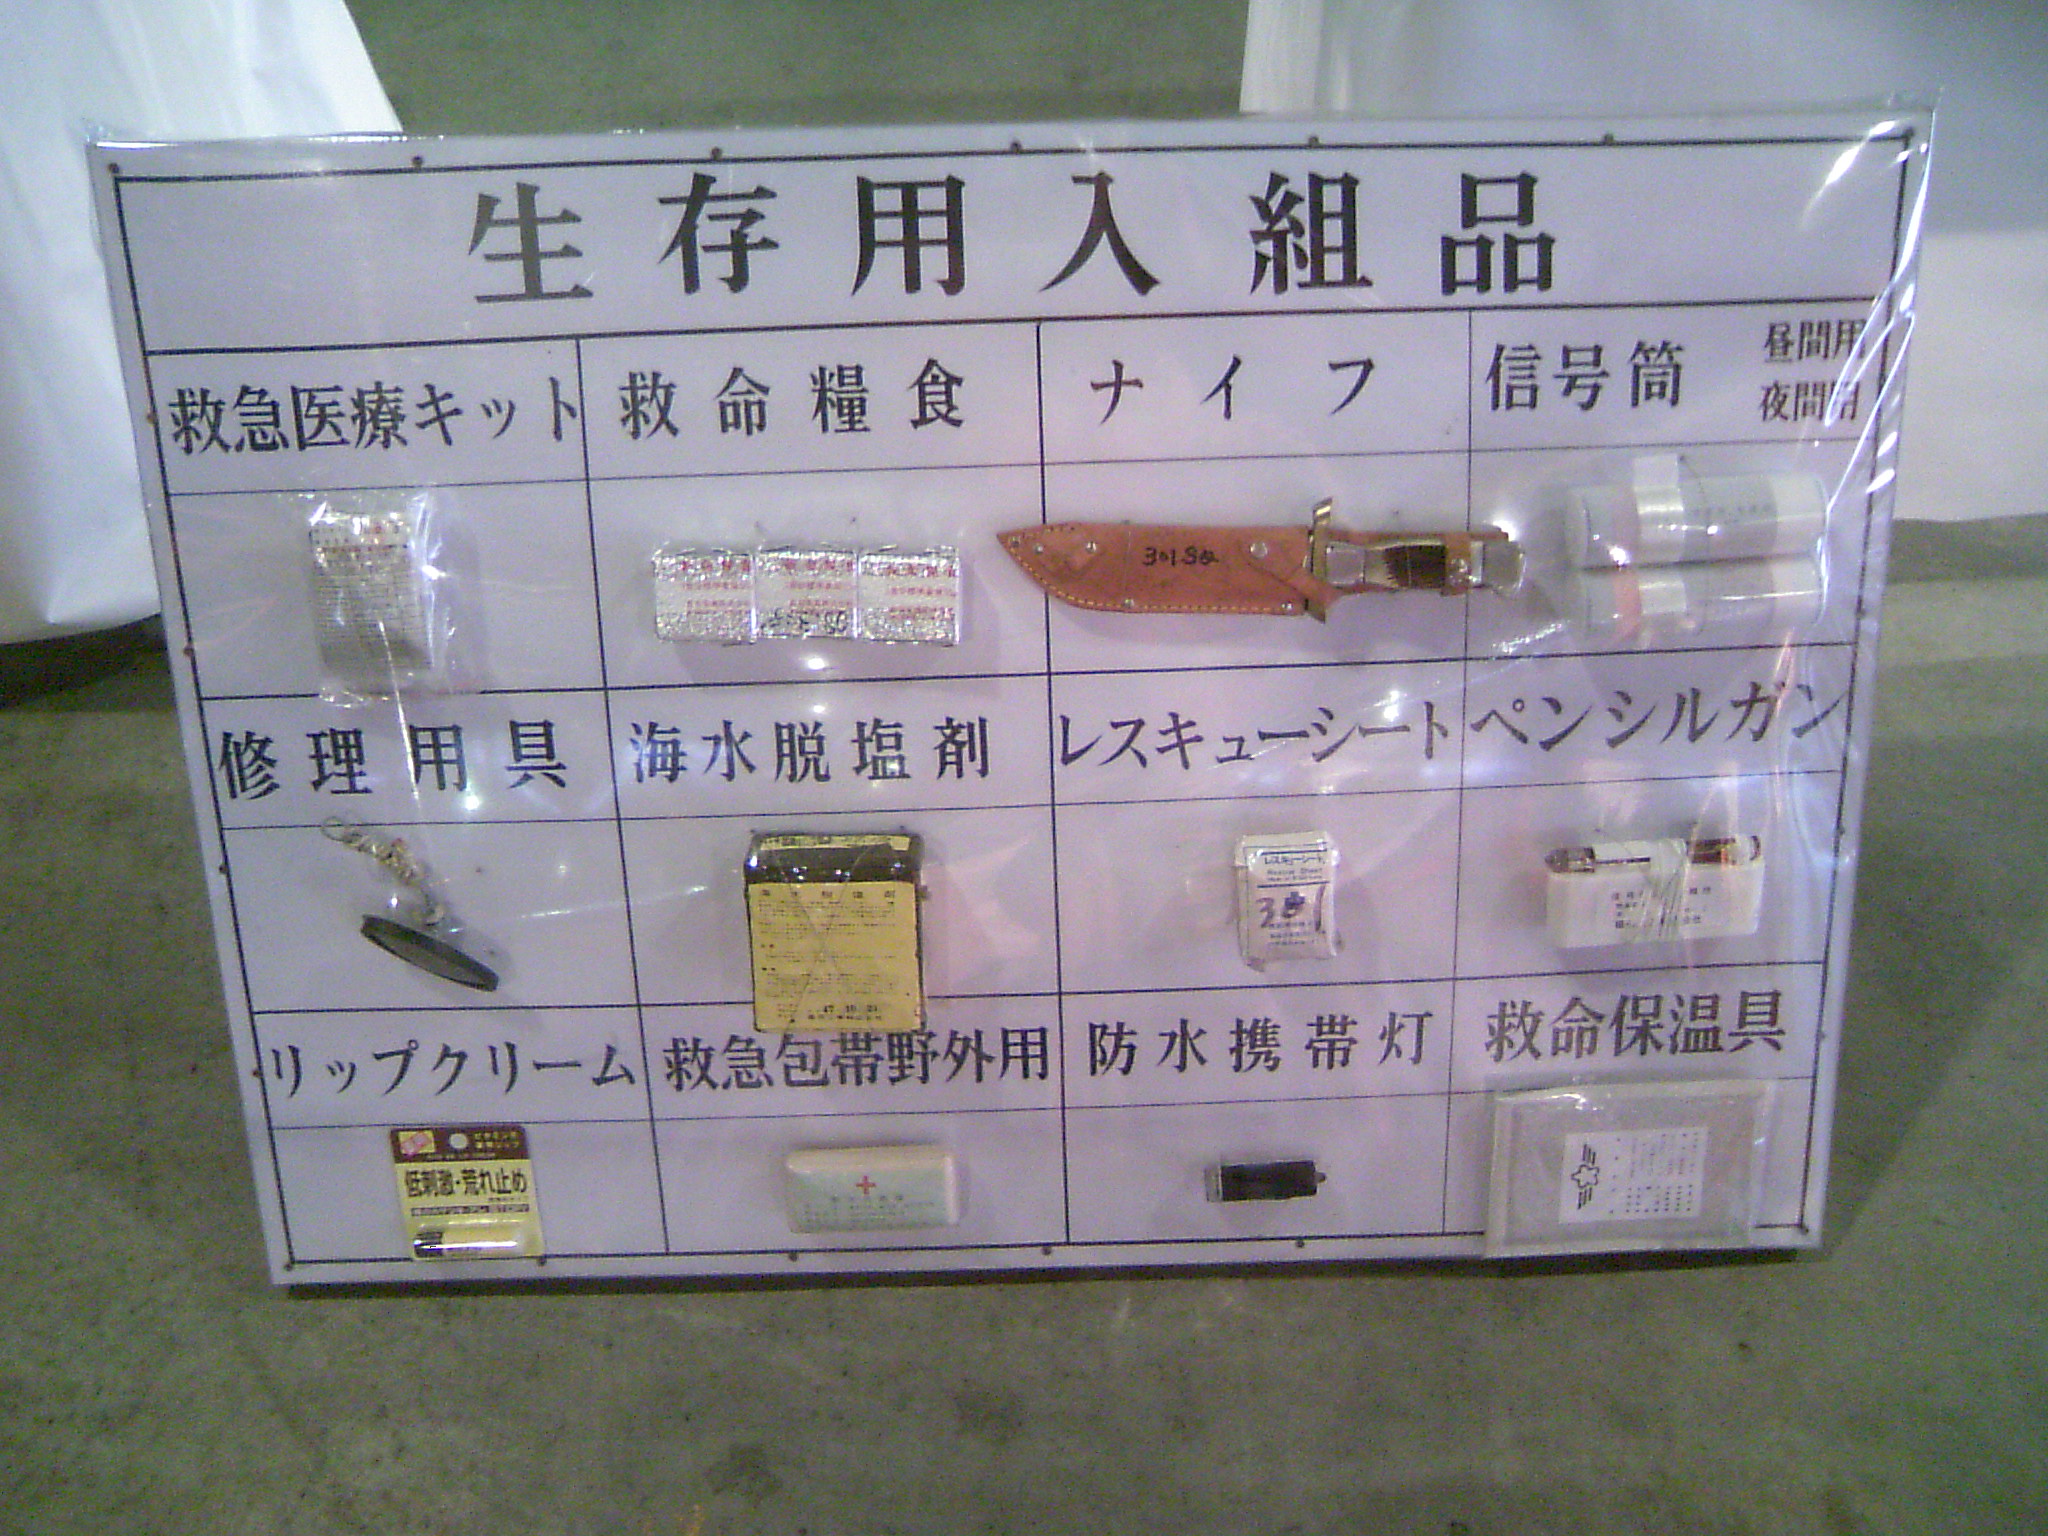 生存用入組品
救急医療キット
救命糧食
ナイフ
信号筒
昼間用
夜間用
301SQ
修理用具
海水脱塩剤
レスキューシート
ペンシルガン
レスキューシート
Rescue Sheet
リップクリーム
救急包帯野外用
防水携帯灯
救命保温具
低刺激・荒れ止め